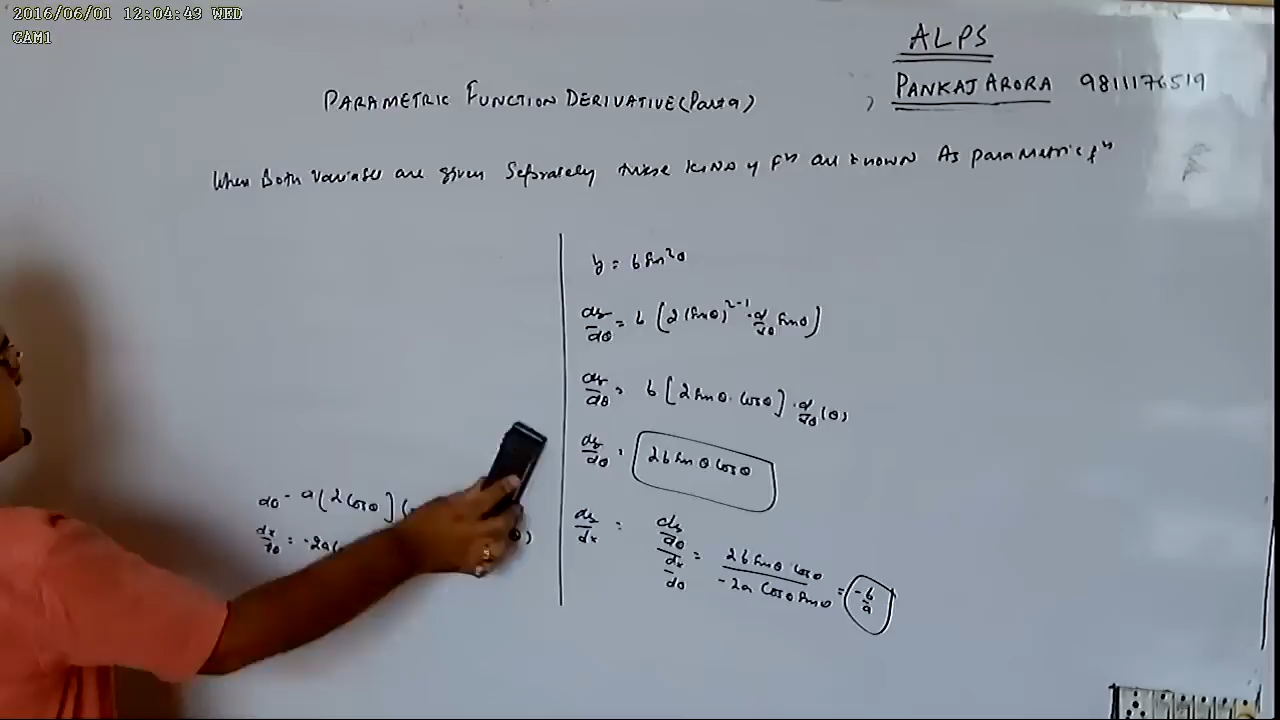 2016/06/01 12:04:43 WED
CAM1
ALPS
PANKAJ ARORA 9811176519
PARAMETRIC FUNCTION DERIVATIVE (Part 9)
When Both Variables are given Seprately these KIND of Fⁿ are known As parametric fⁿ
y = b sin²θ
dy/dθ = b (2 (sinθ)²⁻¹ · d/dθ sinθ)
dy/dθ = b [2 sinθ · cosθ] · d/dθ (θ)
dy/dθ = 2b sinθ cosθ
dθ - a [2 cosθ] (
dx/dθ = -2a(
dy/dx = dy/dθ / dx/dθ = 2b sinθ cosθ / -2a cosθ sinθ = -b/a